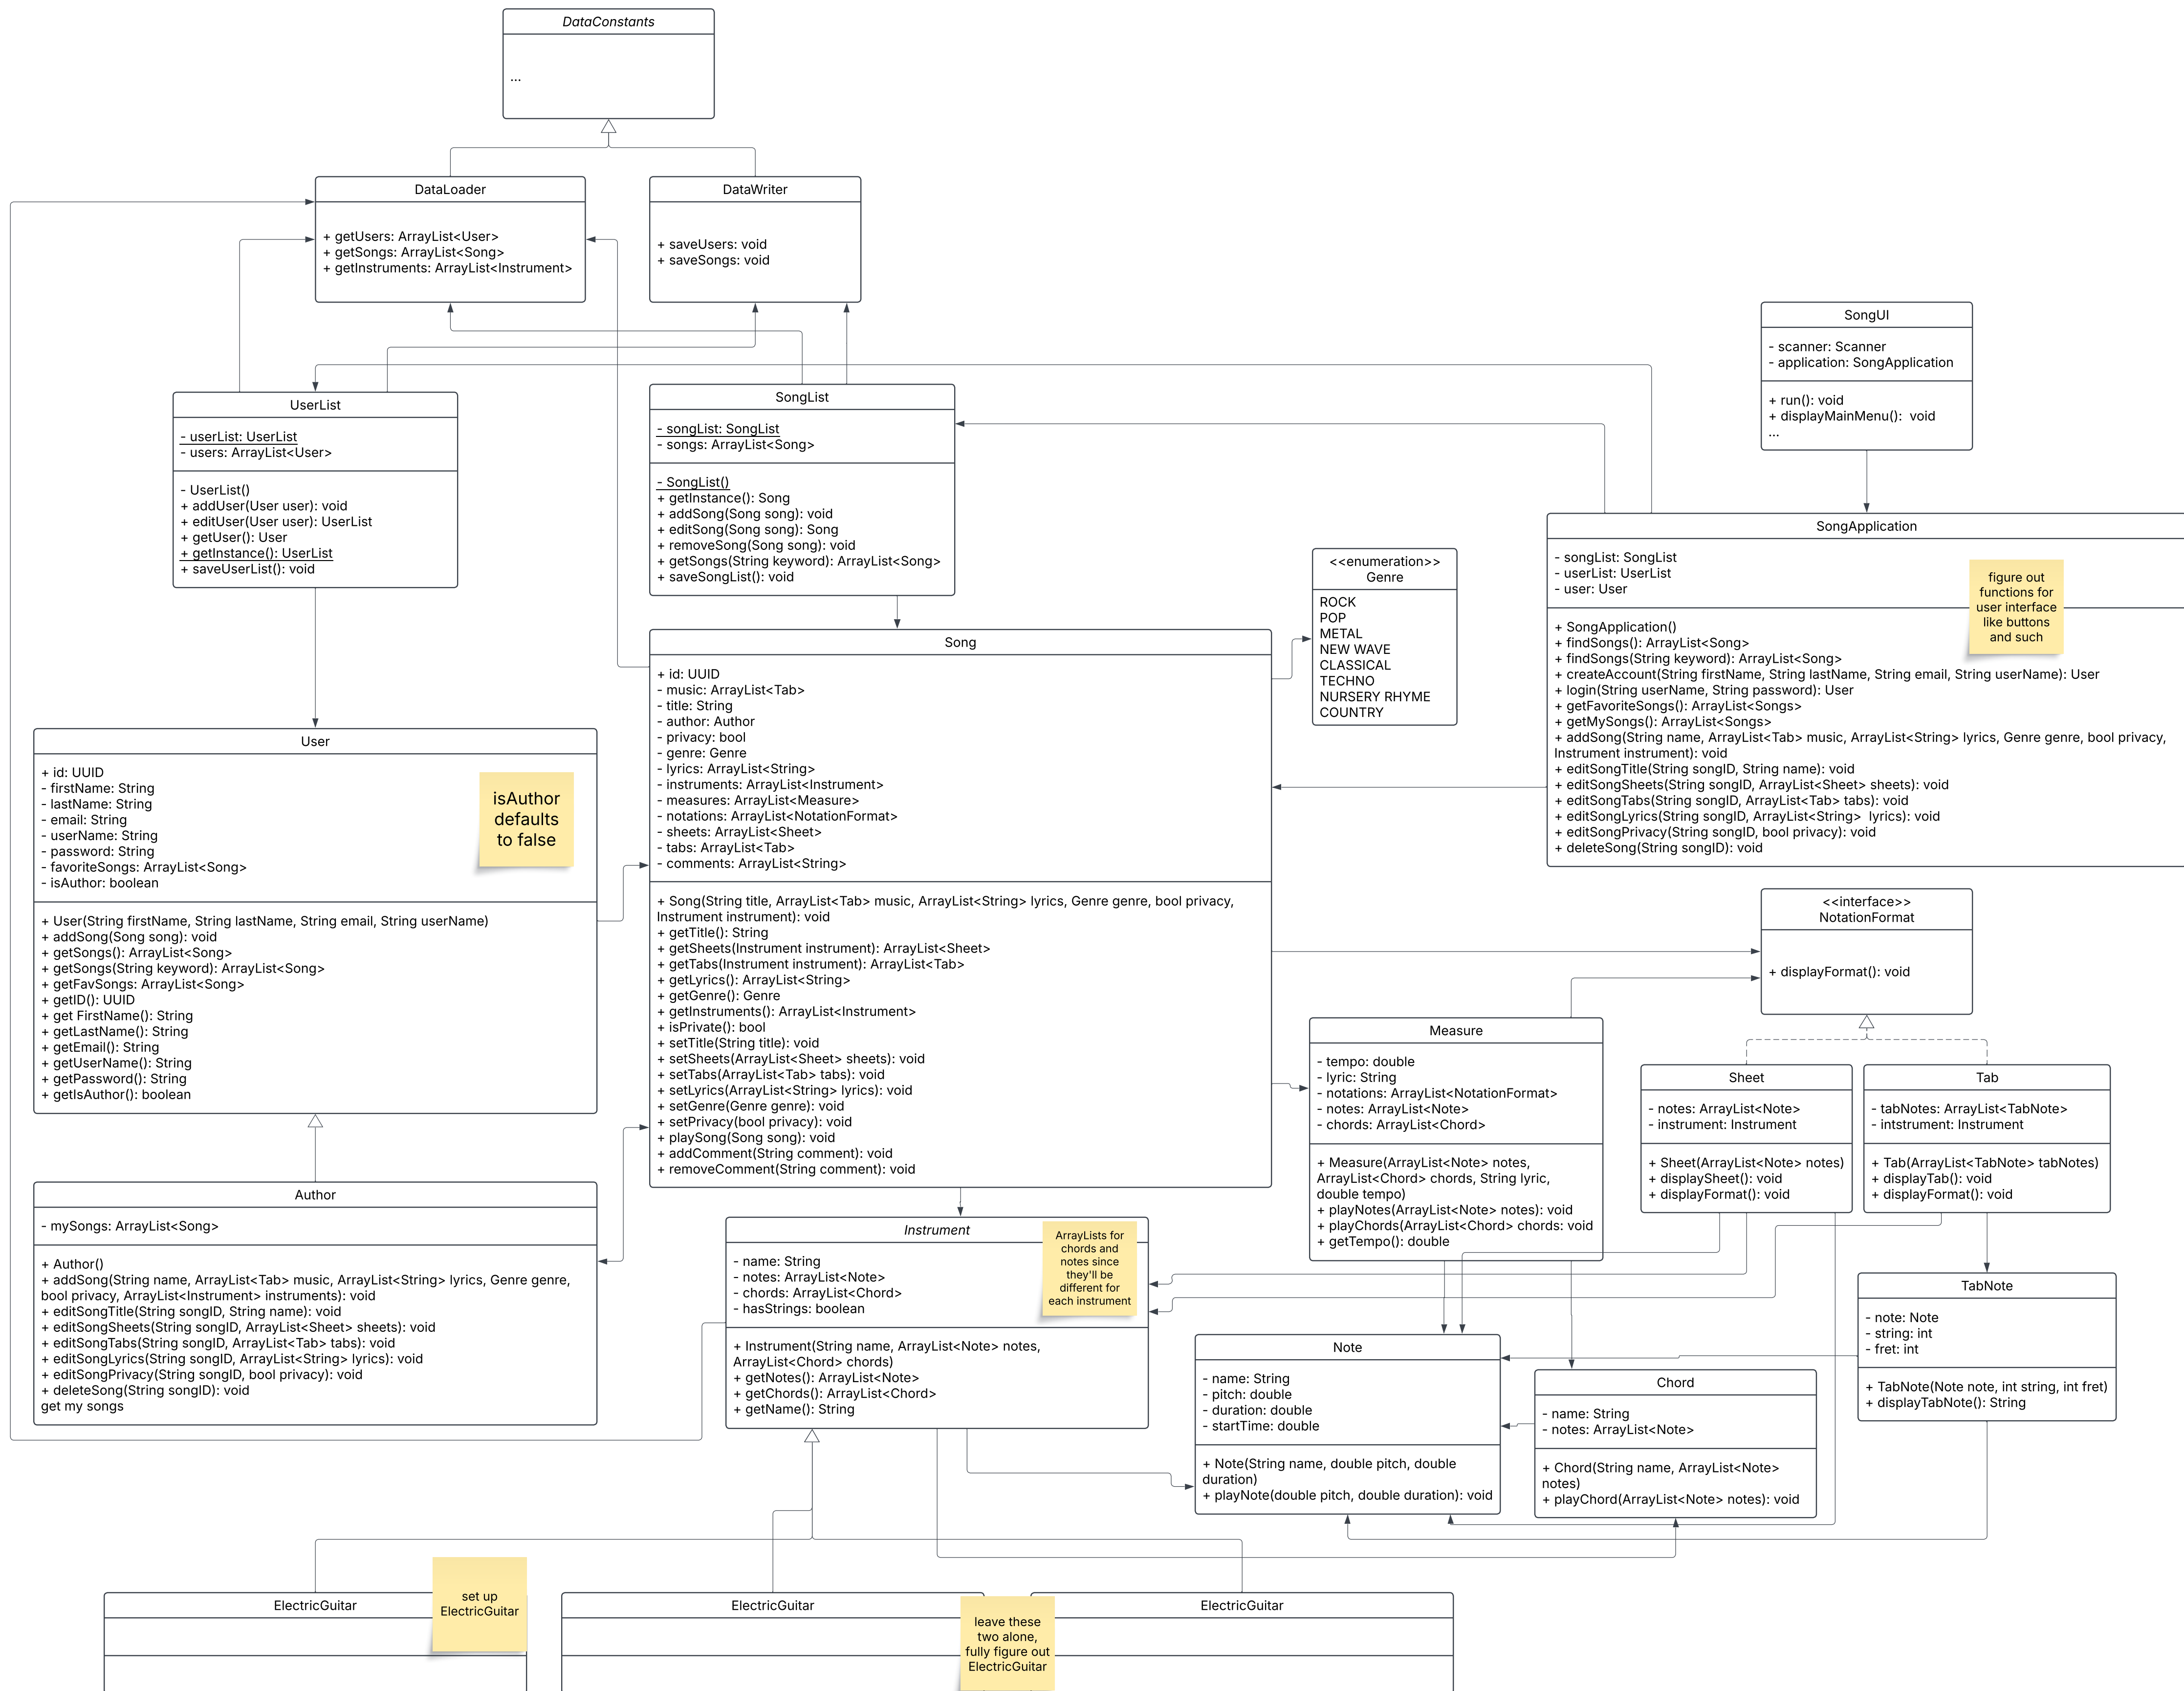 DataConstants
...
DataLoader
+ getUsers: ArrayList<User>
+ getSongs: ArrayList<Song>
+ getInstruments: ArrayList<Instrument>
DataWriter
+ saveUsers: void
+ saveSongs: void
SongUI
- scanner: Scanner
- application: SongApplication
+ run(): void
+ displayMainMenu():  void
...
UserList
- userList: UserList
- users: ArrayList<User>
- UserList()
+ addUser(User user): void
+ editUser(User user): UserList
+ getUser(): User
+ getInstance(): UserList
+ saveUserList(): void
SongList
- songList: SongList
- songs: ArrayList<Song>
- SongList()
+ getInstance(): Song
+ addSong(Song song): void
+ editSong(Song song): Song
+ removeSong(Song song): void
+ getSongs(String keyword): ArrayList<Song>
+ saveSongList(): void
<<enumeration>>
Genre
ROCK
POP
METAL
NEW WAVE
CLASSICAL
TECHNO
NURSERY RHYME
COUNTRY
SongApplication
- songList: SongList
- userList: UserList
- user: User
figure out
functions for
user interface
like buttons
and such
+ SongApplication()
+ findSongs(): ArrayList<Song>
+ findSongs(String keyword): ArrayList<Song>
+ createAccount(String firstName, String lastName, String email, String userName): User
+ login(String userName, String password): User
+ getFavoriteSongs(): ArrayList<Songs>
+ getMySongs(): ArrayList<Songs>
+ addSong(String name, ArrayList<Tab> music, ArrayList<String> lyrics, Genre genre, bool privacy,
Instrument instrument): void
+ editSongTitle(String songID, String name): void
+ editSongSheets(String songID, ArrayList<Sheet> sheets): void
+ editSongTabs(String songID, ArrayList<Tab> tabs): void
+ editSongLyrics(String songID, ArrayList<String>  lyrics): void
+ editSongPrivacy(String songID, bool privacy): void
+ deleteSong(String songID): void
User
+ id: UUID
- firstName: String
- lastName: String
- email: String
- userName: String
- password: String
- favoriteSongs: ArrayList<Song>
- isAuthor: boolean
isAuthor
defaults
to false
+ User(String firstName, String lastName, String email, String userName)
+ addSong(Song song): void
+ getSongs(): ArrayList<Song>
+ getSongs(String keyword): ArrayList<Song>
+ getFavSongs: ArrayList<Song>
+ getID(): UUID
+ get FirstName(): String
+ getLastName(): String
+ getEmail(): String
+ getUserName(): String
+ getPassword(): String
+ getIsAuthor(): boolean
Song
+ id: UUID
- music: ArrayList<Tab>
- title: String
- author: Author
- privacy: bool
- genre: Genre
- lyrics: ArrayList<String>
- instruments: ArrayList<Instrument>
- measures: ArrayList<Measure>
- notations: ArrayList<NotationFormat>
- sheets: ArrayList<Sheet>
- tabs: ArrayList<Tab>
- comments: ArrayList<String>
+ Song(String title, ArrayList<Tab> music, ArrayList<String> lyrics, Genre genre, bool privacy,
Instrument instrument): void
+ getTitle(): String
+ getSheets(Instrument instrument): ArrayList<Sheet>
+ getTabs(Instrument instrument): ArrayList<Tab>
+ getLyrics(): ArrayList<String>
+ getGenre(): Genre
+ getInstruments(): ArrayList<Instrument>
+ isPrivate(): bool
+ setTitle(String title): void
+ setSheets(ArrayList<Sheet> sheets): void
+ setTabs(ArrayList<Tab> tabs): void
+ setLyrics(ArrayList<String> lyrics): void
+ setGenre(Genre genre): void
+ setPrivacy(bool privacy): void
+ playSong(Song song): void
+ addComment(String comment): void
+ removeComment(String comment): void
<<interface>>
NotationFormat
+ displayFormat(): void
Measure
- tempo: double
- lyric: String
- notations: ArrayList<NotationFormat>
- notes: ArrayList<Note>
- chords: ArrayList<Chord>
+ Measure(ArrayList<Note> notes,
ArrayList<Chord> chords, String lyric,
double tempo)
+ playNotes(ArrayList<Note> notes): void
+ playChords(ArrayList<Chord> chords: void
+ getTempo(): double
Sheet
- notes: ArrayList<Note>
- instrument: Instrument
+ Sheet(ArrayList<Note> notes)
+ displaySheet(): void
+ displayFormat(): void
Tab
- tabNotes: ArrayList<TabNote>
- intstrument: Instrument
+ Tab(ArrayList<TabNote> tabNotes)
+ displayTab(): void
+ displayFormat(): void
Author
- mySongs: ArrayList<Song>
+ Author()
+ addSong(String name, ArrayList<Tab> music, ArrayList<String> lyrics, Genre genre,
bool privacy, ArrayList<Instrument> instruments): void
+ editSongTitle(String songID, String name): void
+ editSongSheets(String songID, ArrayList<Sheet> sheets): void
+ editSongTabs(String songID, ArrayList<Tab> tabs): void
+ editSongLyrics(String songID, ArrayList<String> lyrics): void
+ editSongPrivacy(String songID, bool privacy): void
+ deleteSong(String songID): void
get my songs
Instrument
- name: String
- notes: ArrayList<Note>
- chords: ArrayList<Chord>
- hasStrings: boolean
ArrayLists for
chords and
notes since
they'll be
different for
each instrument
+ Instrument(String name, ArrayList<Note> notes,
ArrayList<Chord> chords)
+ getNotes(): ArrayList<Note>
+ getChords(): ArrayList<Chord>
+ getName(): String
TabNote
- note: Note
- string: int
- fret: int
+ TabNote(Note note, int string, int fret)
+ displayTabNote(): String
Note
- name: String
- pitch: double
- duration: double
- startTime: double
+ Note(String name, double pitch, double
duration)
+ playNote(double pitch, double duration): void
Chord
- name: String
- notes: ArrayList<Note>
+ Chord(String name, ArrayList<Note>
notes)
+ playChord(ArrayList<Note> notes): void
ElectricGuitar
set up
ElectricGuitar
ElectricGuitar
leave these
two alone,
fully figure out
ElectricGuitar
ElectricGuitar